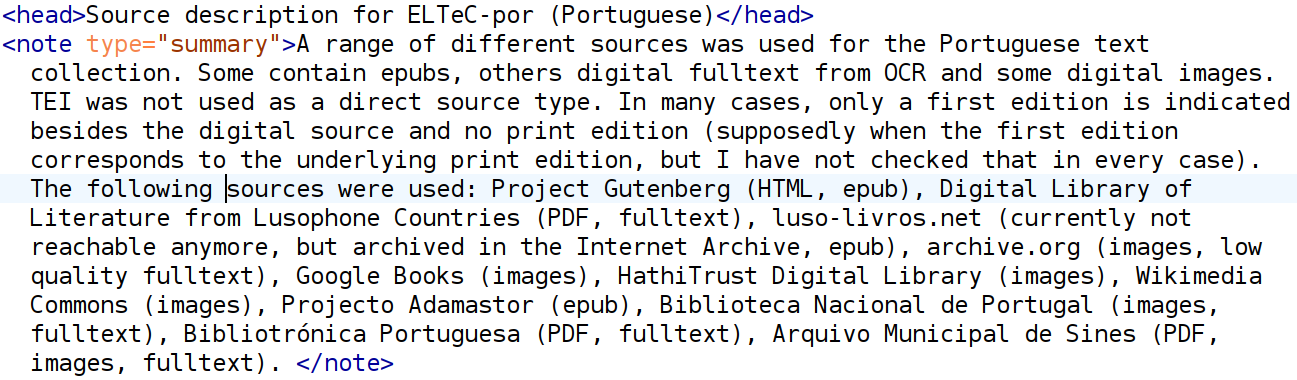 <head>Source description for ELTeC-por (Portuguese)</head>
<note type="summary">A range of different sources was used for the Portuguese text
collection. Some contain epubs, others digital fulltext from OCR and some digital images.
TEI was not used as a direct source type. In many cases, only a first edition is indicated
besides the digital source and no print edition (supposedly when the first edition
corresponds to the underlying print edition, but I have not checked that in every case).
The following sources were used: Project Gutenberg (HTML, epub), Digital Library of
Literature from Lusophone Countries (PDF, fulltext), luso-livros.net (currently not
reachable anymore, but archived in the Internet Archive, epub), archive.org (images, low
quality fulltext), Google Books (images), HathiTrust Digital Library (images), Wikimedia
Commons (images), Projecto Adamastor (epub), Biblioteca Nacional de Portugal (images,
fulltext), Bibliotrónica Portuguesa (PDF, fulltext), Arquivo Municipal de Sines (PDF,
images, fulltext). </note>